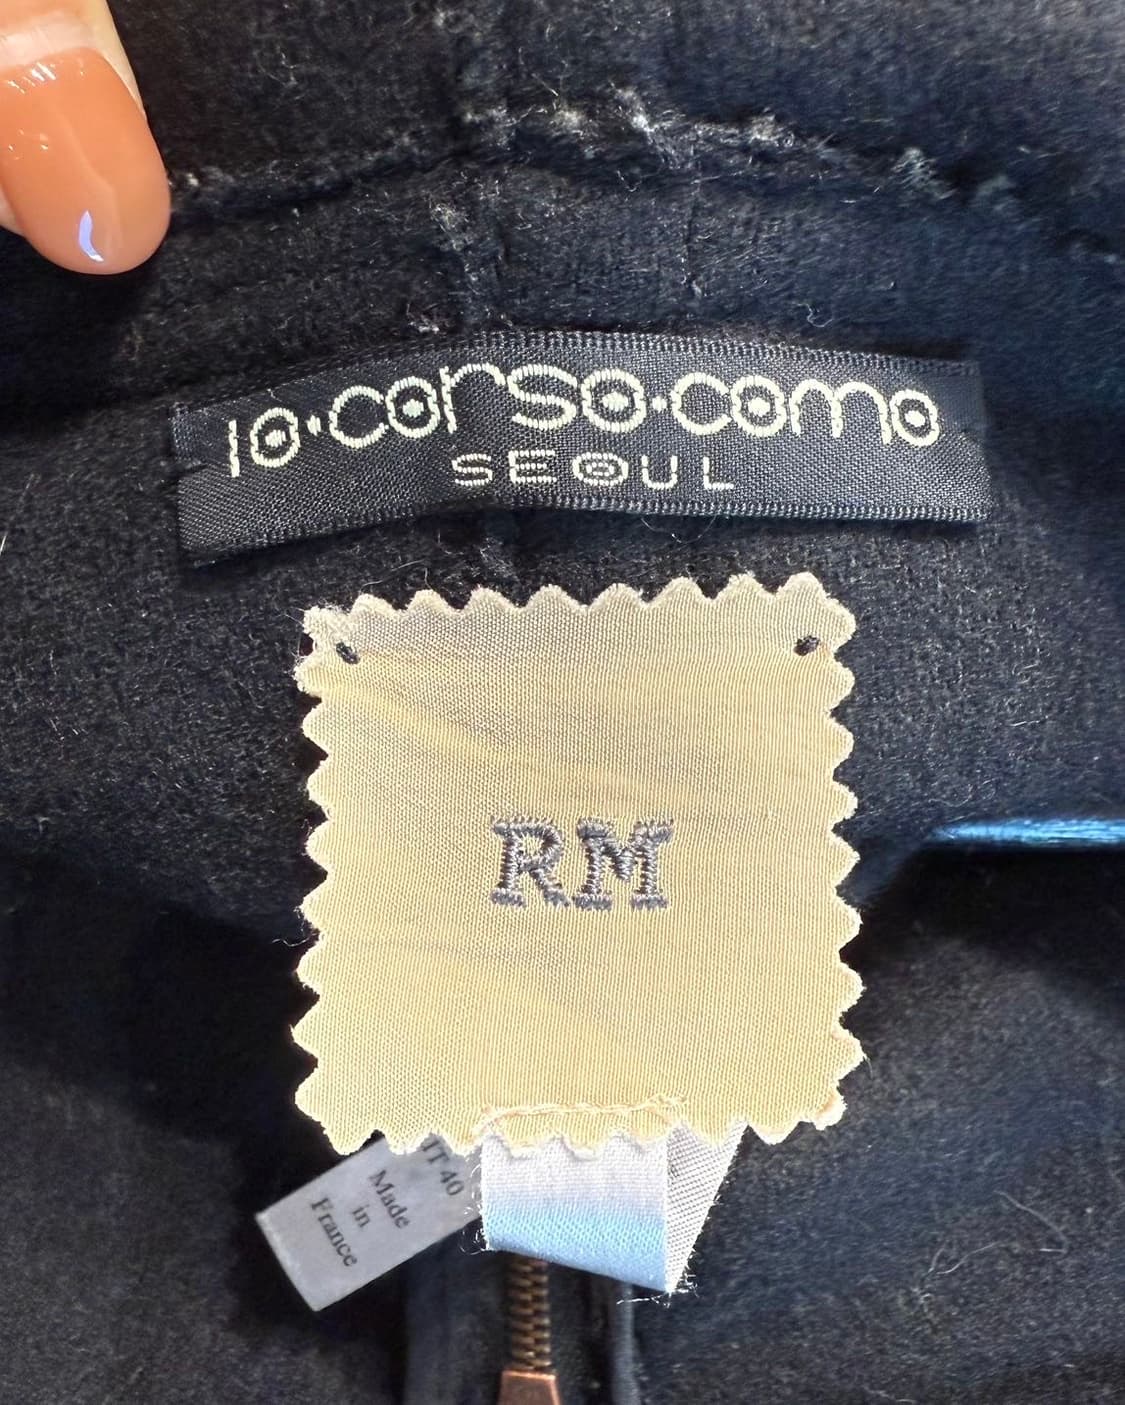 10·corso·como
SEOUL
RM
IT 40
Made
in
France